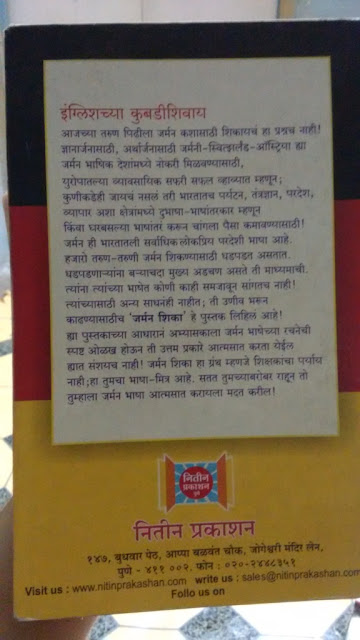 इंग्लिशच्या कुबडीशिवाय
आजच्या तरुण पिढीला जर्मन कशासाठी शिकायचं हा प्रश्नच नाही!
ज्ञानार्जनासाठी, अर्थार्जनासाठी जर्मनी-स्वित्झर्लंड-ऑस्ट्रिया ह्या
जर्मन भाषिक देशांमध्ये नोकरी मिळवण्यासाठी,
युरोपातल्या व्यावसायिक सफरी सफल व्हाव्यात म्हणून;
कुणीकडेही जायचं नसलं तरी भारतातच पर्यटन, तंत्रज्ञान, परदेश,
व्यापार अशा क्षेत्रांमध्ये दुभाषा-भाषांतरकार म्हणून
किंवा घरबसल्या भाषांतरं करून चांगला पैसा कमावण्यासाठी!
जर्मन ही भारतातली सर्वाधिक लोकप्रिय परदेशी भाषा आहे.
हजारो तरुण-तरुणी जर्मन शिकण्यासाठी धडपडत असतात.
धडपडणाऱ्यांना बऱ्याचदा मुख्य अडचण असते ती माध्यमाची.
त्यांना त्यांच्या भाषेत कोणी काही समजावून सांगतच नाही!
त्यांच्यासाठी अन्य साधनंही नाहीत; ती उणीव भरून
काढण्यासाठीच 'जर्मन शिका' हे पुस्तक लिहिलं आहे!
ह्या पुस्तकाच्या आधारानं अभ्यासकाला जर्मन भाषेच्या रचनेची
स्पष्ट ओळख होऊन ती उत्तम प्रकारे आत्मसात करता येईल
ह्यात संशयच नाही! जर्मन शिका हा ग्रंथ म्हणजे शिक्षकाचा पर्याय
नाही;हा तुमचा भाषा-मित्र आहे. सतत तुमच्याबरोबर राहून तो
तुम्हाला जर्मन भाषा आत्मसात करायला मदत करील!
नितीन
प्रकाशन
पुणे
नितीन प्रकाशन
१४७, बुधवार पेठ, आप्पा बळवंत चौक, जोगेश्वरी मंदिर लेन,
पुणे - ४११ ००२. फोन : ०२०-२४४८३५१
Visit us : www.nitinprakashan.com write us : sales@nitinprakashan.com
Follo us on